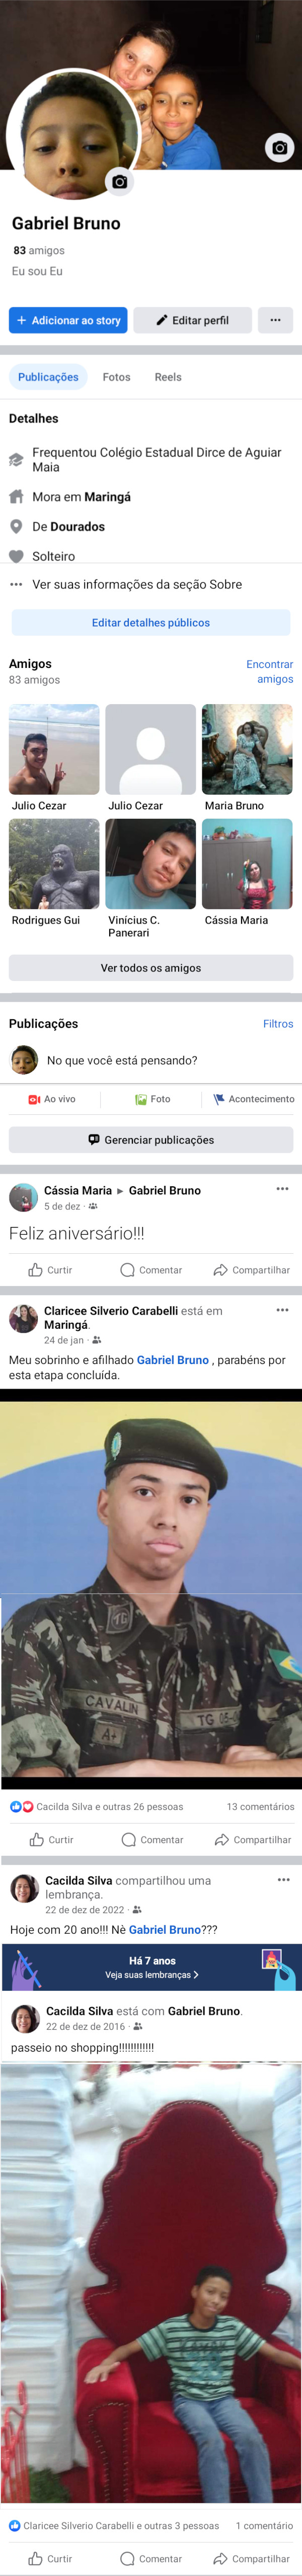 Gabriel Bruno
83 amigos
Eu sou Eu
+ Adicionar ao story
Editar perfil
Publicações
Fotos
Reels
Detalhes
Frequentou Colégio Estadual Dirce de Aguiar
Maia
Mora em Maringá
De Dourados
Solteiro
Ver suas informações da seção Sobre
Editar detalhes públicos
Amigos
Encontrar
amigos
83 amigos
Julio Cezar
Julio Cezar
Maria Bruno
Rodrigues Gui
Vinícius C.
Panerari
Cássia Maria
Ver todos os amigos
Publicações
Filtros
No que você está pensando?
Ao vivo
Foto
Acontecimento
Gerenciar publicações
Cássia Maria ▸ Gabriel Bruno
5 de dez ·
Feliz aniversário!!!
Curtir
Comentar
Compartilhar
Claricee Silverio Carabelli está em
Maringá.
24 de jan ·
Meu sobrinho e afilhado Gabriel Bruno , parabéns por
esta etapa concluída.
TG
CAVALIN
A+
TG 05-0
Cacilda Silva e outras 26 pessoas
13 comentários
Curtir
Comentar
Compartilhar
Cacilda Silva compartilhou uma
lembrança.
22 de dez de 2022 ·
Hoje com 20 ano!!! Nè Gabriel Bruno???
Há 7 anos
Veja suas lembranças >
Cacilda Silva está com Gabriel Bruno.
22 de dez de 2016 ·
passeio no shopping!!!!!!!!!!!!
Claricee Silverio Carabelli e outras 3 pessoas
1 comentário
Curtir
Comentar
Compartilhar